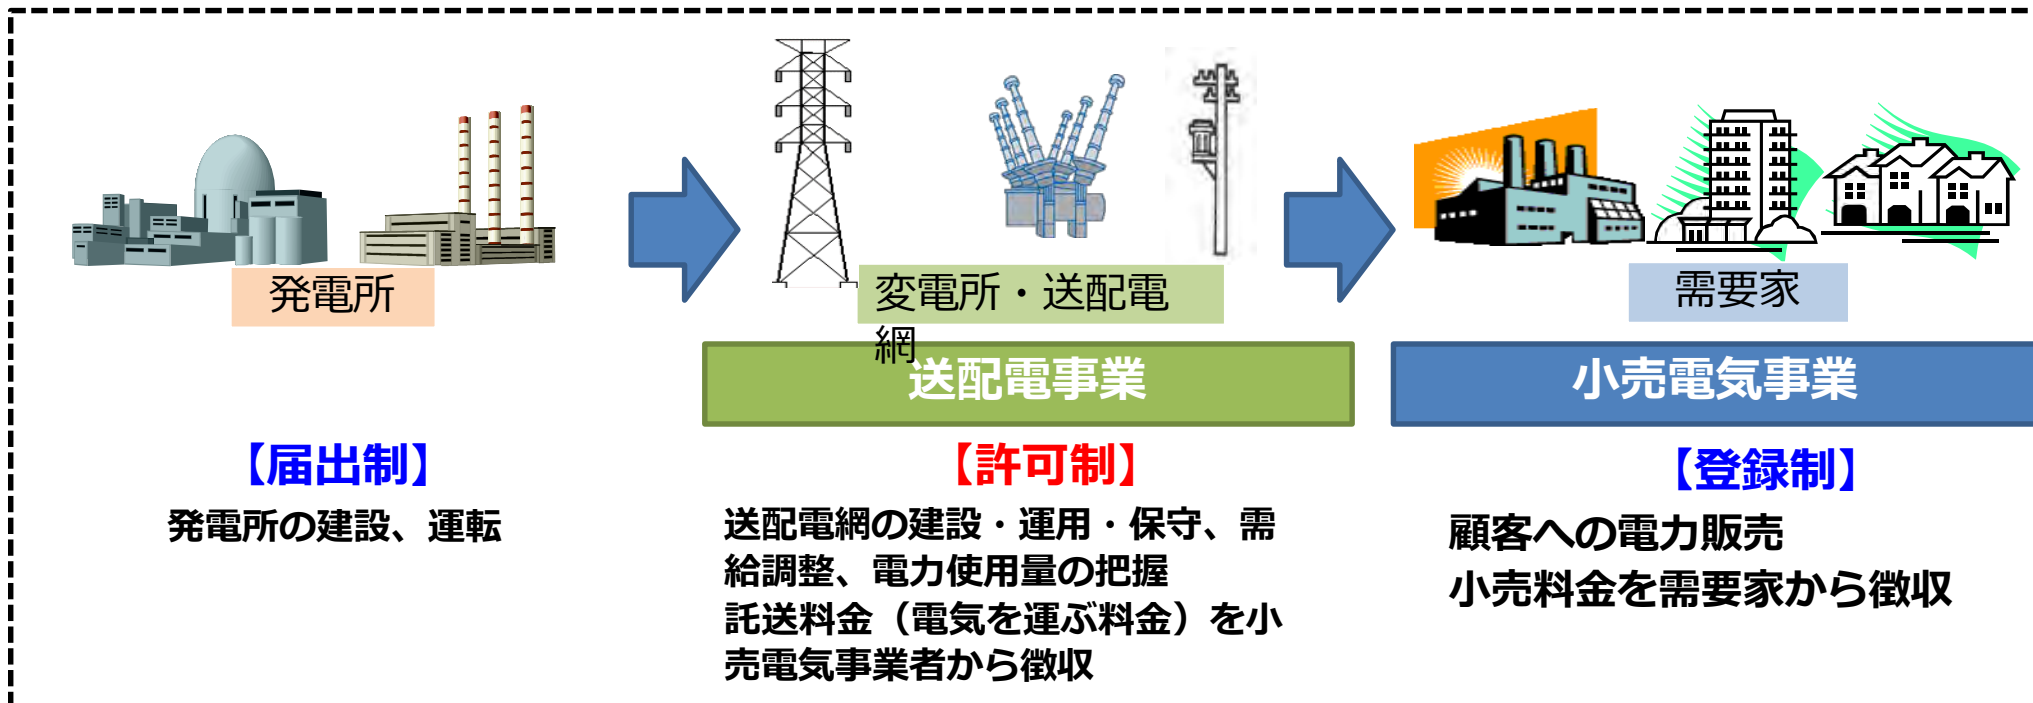 発電所
変電所・送配電
網
需要家
送配電事業
小売電気事業
【届出制】
発電所の建設、運転
【許可制】
送配電網の建設・運用・保守、需
給調整、電力使用量の把握
託送料金（電気を運ぶ料金）を小
売電気事業者から徴収
【登録制】
顧客への電力販売
小売料金を需要家から徴収